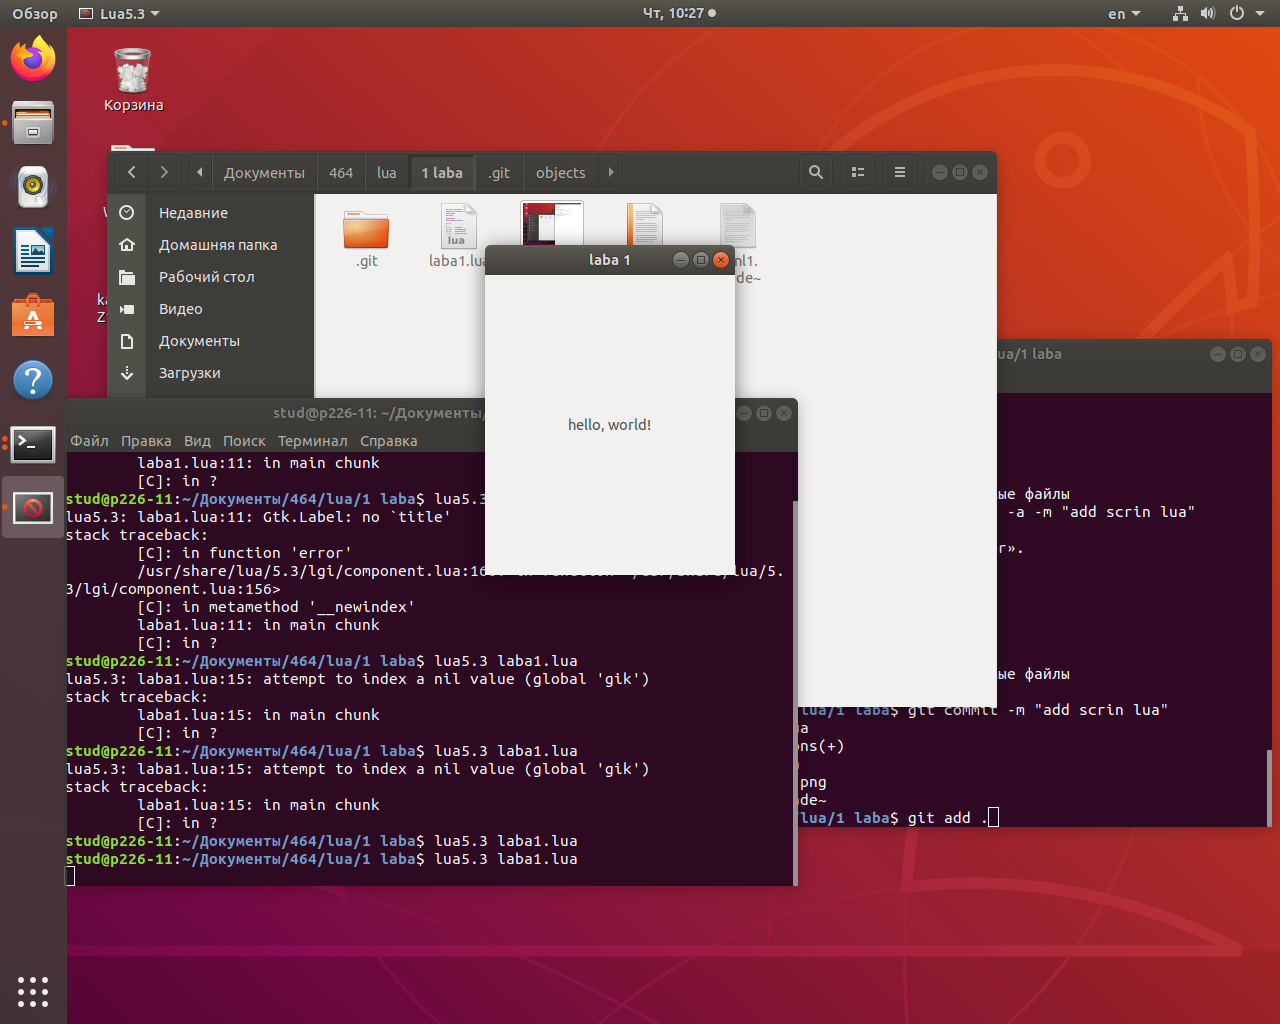 Обзор
Lua5.3
Чт, 10:27
en
Корзина
Документы
464
lua
1 laba
.git
objects
Недавние
Домашняя папка
Рабочий стол
Видео
Документы
Загрузки
.git
laba1.lua
de~
laba 1
hello, world!
stud@p226-11: ~/Документы/
Файл Правка Вид Поиск Терминал Справка
laba1.lua:11: in main chunk
[C]: in ?
stud@p226-11:~/Документы/464/lua/1 laba$ lua5.3
lua5.3: laba1.lua:11: Gtk.Label: no `title'
stack traceback:
[C]: in function 'error'
/usr/share/lua/5.3/lgi/component.lua:16
lua/5.
3/lgi/component.lua:156>
[C]: in metamethod '__newindex'
laba1.lua:11: in main chunk
[C]: in ?
stud@p226-11:~/Документы/464/lua/1 laba$ lua5.3 laba1.lua
lua5.3: laba1.lua:15: attempt to index a nil value (global 'gik')
stack traceback:
laba1.lua:15: in main chunk
[C]: in ?
stud@p226-11:~/Документы/464/lua/1 laba$ lua5.3 laba1.lua
lua5.3: laba1.lua:15: attempt to index a nil value (global 'gik')
stack traceback:
laba1.lua:15: in main chunk
[C]: in ?
stud@p226-11:~/Документы/464/lua/1 laba$ lua5.3 laba1.lua
stud@p226-11:~/Документы/464/lua/1 laba$ lua5.3 laba1.lua
ua/1 laba
ые файлы
-a -m "add scrin lua"
г».
ые файлы
lua/1 laba$ git commit -m "add scrin lua"
ua
ons(+)
png
de~
lua/1 laba$ git add .